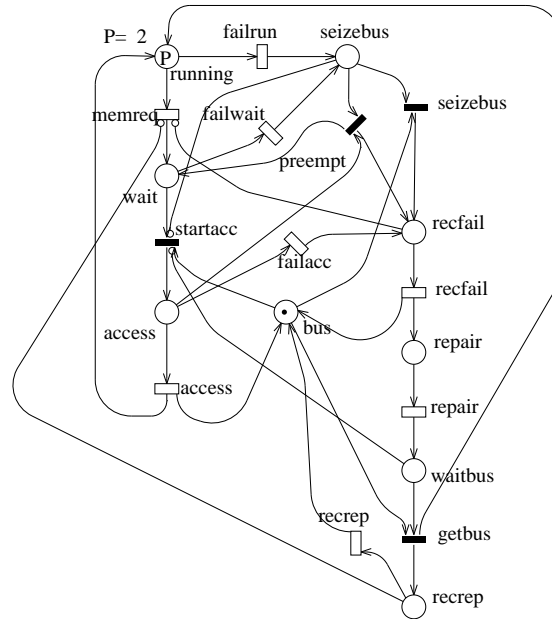 failrun
seizebus
P= 2
P
running
memreq
failwait
seizebus
preempt
wait
startacc
recfail
failacc
recfail
access
bus
repair
access
repair
waitbus
recrep
getbus
recrep